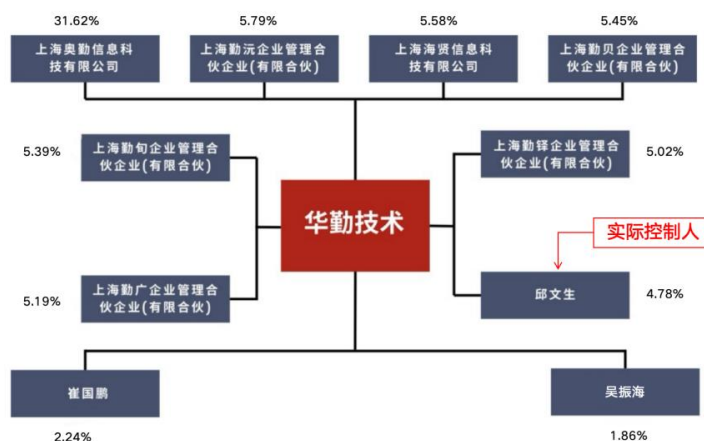 31.62%
5.79%
5.58%
5.45%
上海奥勤信息科
技有限公司
上海勤沅企业管理合
伙企业(有限合伙)
上海海贤信息科
技有限公司
上海勤贝企业管理合
伙企业(有限合伙)
5.39%
上海勤旬企业管理合
伙企业(有限合伙)
上海勤铎企业管理合
伙企业(有限合伙)
5.02%
华勤技术
实际控制人
5.19%
上海勤广企业管理合
伙企业(有限合伙)
邱文生
4.78%
崔国鹏
吴振海
2.24%
1.86%